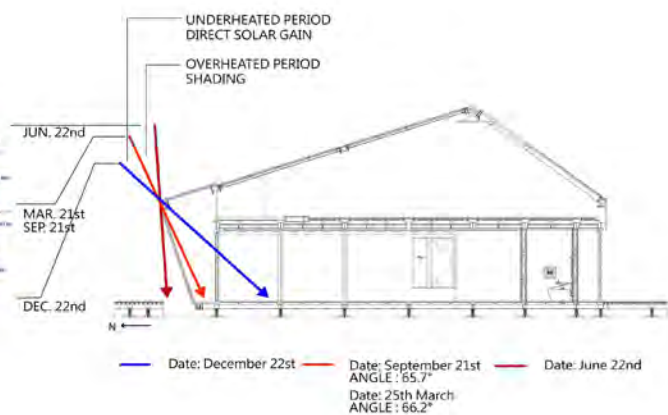 UNDERHEATED PERIOD
DIRECT SOLAR GAIN
OVERHEATED PERIOD
SHADING
JUN. 22nd
MAR. 21st
SEP. 21st
DEC. 22nd
N
Date: December 22st
Date: September 21st
ANGLE : 65.7°
Date: 25th March
ANGLE : 66.2°
Date: June 22nd